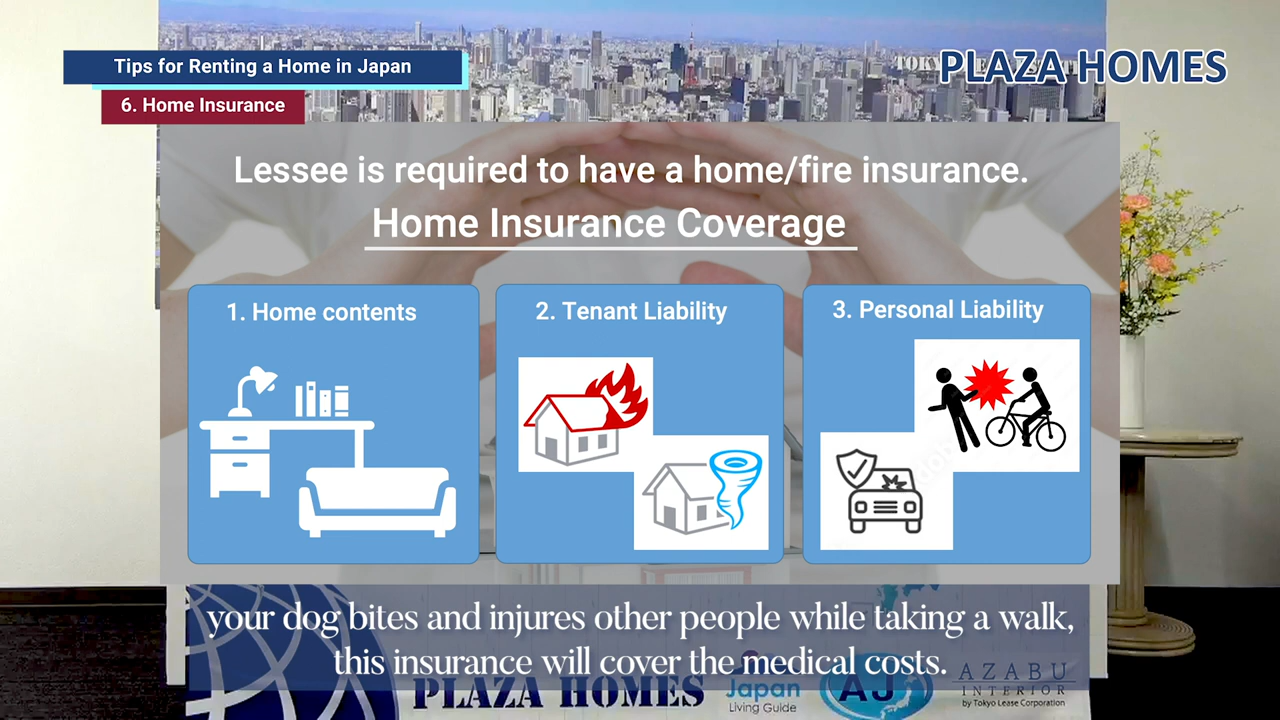 Tips for Renting a Home in Japan
6. Home Insurance
PLAZA HOMES
Lessee is required to have a home/fire insurance.
Home Insurance Coverage
1. Home contents
2. Tenant Liability
3. Personal Liability
your dog bites and injures other people while taking a walk,
this insurance will cover the medical costs.
PLAZA HOMES
Japan
Living Guide
AJ
AZABU
INTERIOR
by Tokyo Lease Corporation